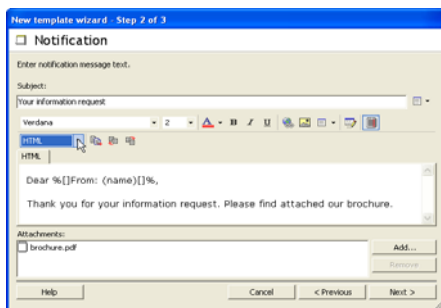 New template wizard - Step 2 of 3
Notification
Enter notification message text.
Subject:
Your information request
Verdana 2 A B I U
HTML
HTML
Dear %[]From: (name)[]%,
Thank you for your information request. Please find attached our brochure.
Attachments:
brochure.pdf
Add...
Remove
Help Cancel < Previous Next >